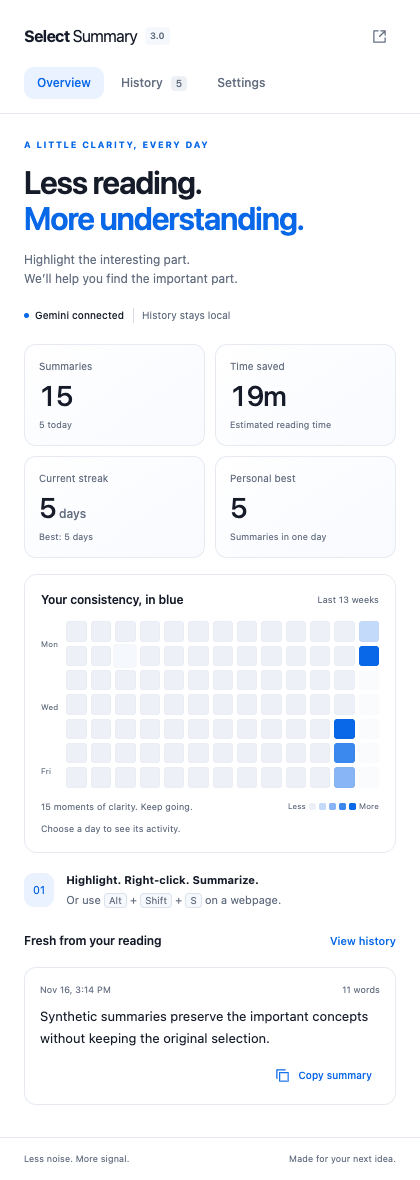 Select Summary 3.0
Overview History 5 Settings
A LITTLE CLARITY, EVERY DAY
Less reading.
More understanding.
Highlight the interesting part.
We'll help you find the important part.
Gemini connected History stays local
Summaries
15
5 today
Time saved
19m
Estimated reading time
Current streak
5 days
Best: 5 days
Personal best
5
Summaries in one day
Your consistency, in blue Last 13 weeks
Mon
Wed
Fri
15 moments of clarity. Keep going. Less More
Choose a day to see its activity.
01 Highlight. Right-click. Summarize.
Or use Alt + Shift + S on a webpage.
Fresh from your reading View history
Nov 16, 3:14 PM 11 words
Synthetic summaries preserve the important concepts
without keeping the original selection.
Copy summary
Less noise. More signal. Made for your next idea.